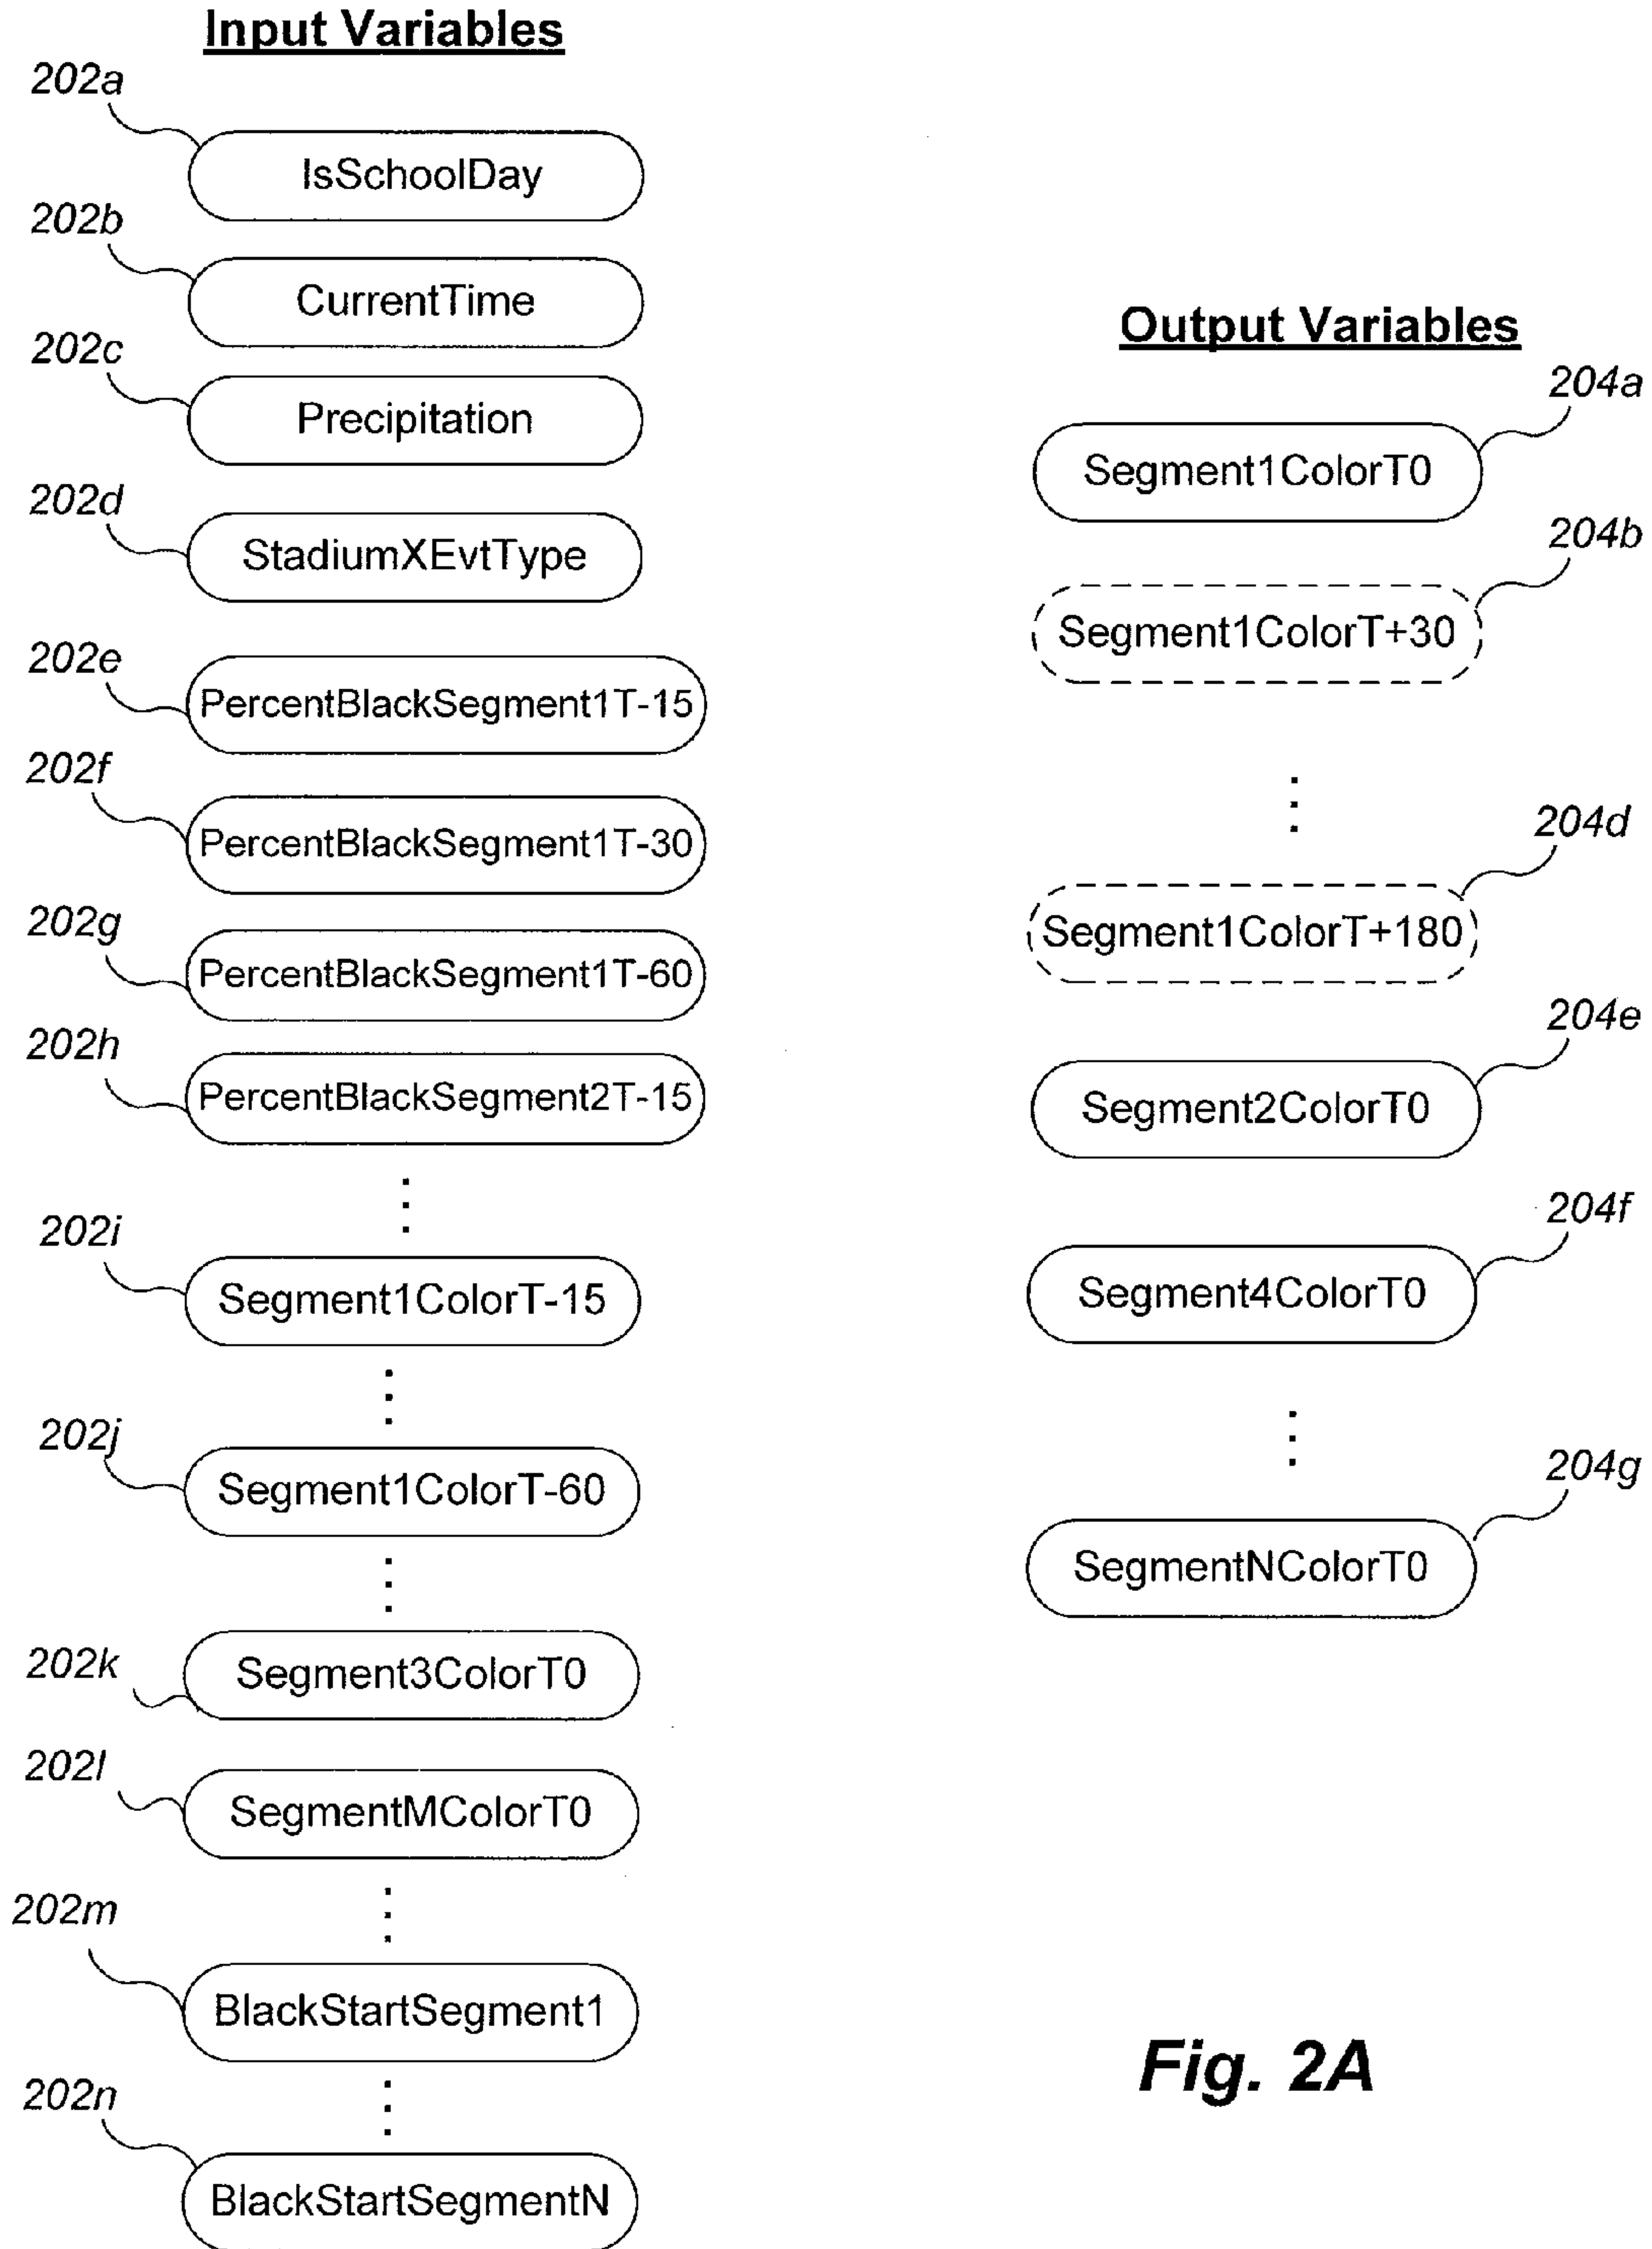 Input Variables
202a
IsSchoolDay
202b
CurrentTime
202c
Precipitation
202d
StadiumXEvtType
202e
PercentBlackSegment1T-15
202f
PercentBlackSegment1T-30
202g
PercentBlackSegment1T-60
202h
PercentBlackSegment2T-15
202i
Segment1ColorT-15
202j
Segment1ColorT-60
202k
Segment3ColorT0
202l
SegmentMColorT0
202m
BlackStartSegment1
202n
BlackStartSegmentN
Output Variables
204a
Segment1ColorT0
204b
Segment1ColorT+30
204d
Segment1ColorT+180
204e
Segment2ColorT0
204f
Segment4ColorT0
204g
SegmentNColorT0
Fig. 2A